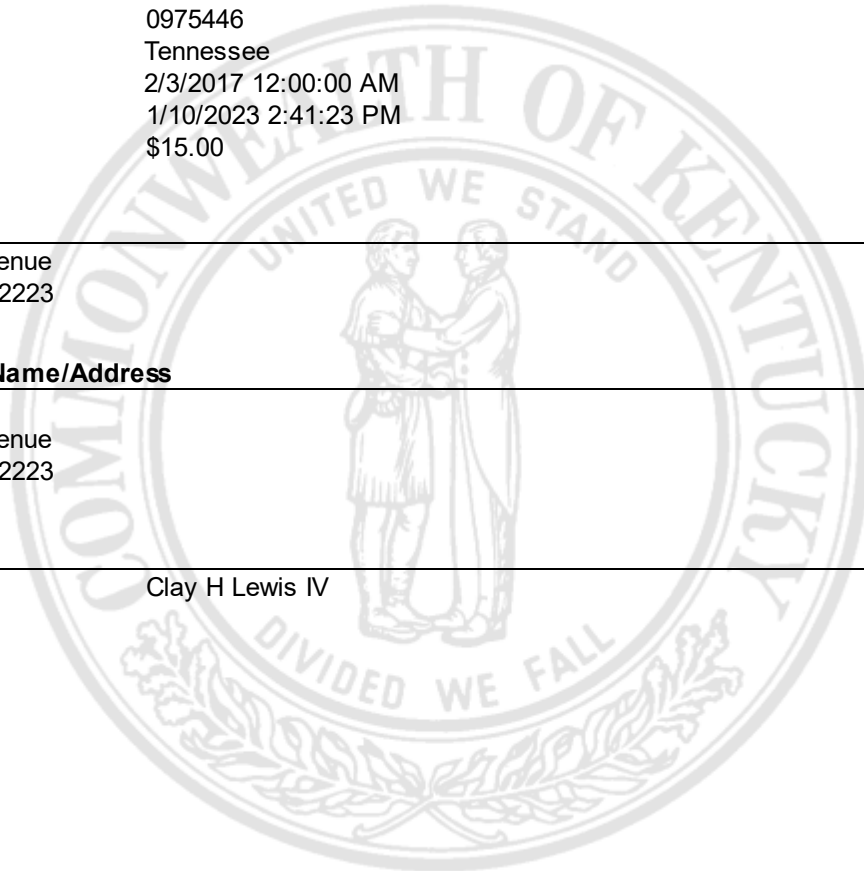 0975446
Tennessee
2/3/2017 12:00:00 AM
1/10/2023 2:41:23 PM
$15.00
COMMONWEALTH OF KENTUCKY
UNITED WE STAND
enue
2223
Name/Address
enue
2223
Clay H Lewis IV
DIVIDED WE FALL